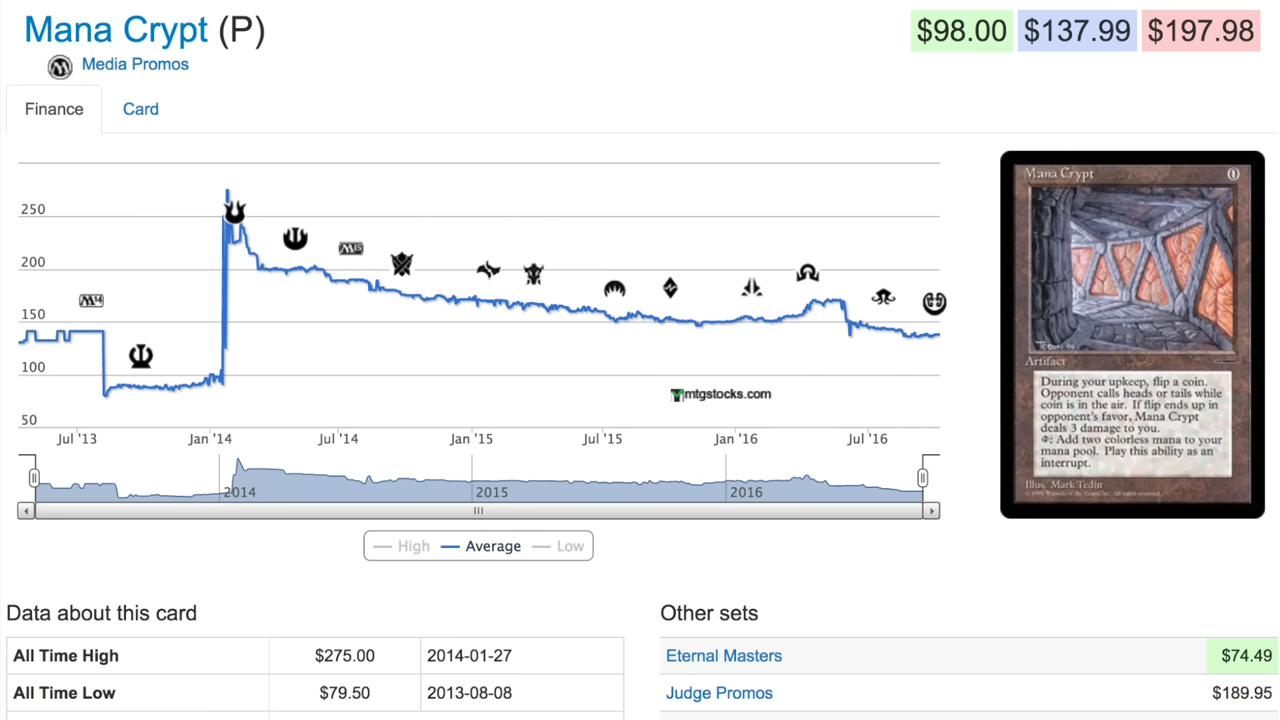 Mana Crypt (P)
$98.00 $137.99 $197.98
Media Promos
Finance Card
250
200
150
100
50
M14
M15
mtgstocks.com
Jul '13 Jan '14 Jul '14 Jan '15 Jul '15 Jan '16 Jul '16
2014 2015 2016
High Average Low
Mana Crypt 0
Artifact
During your upkeep, flip a coin.
Opponent calls heads or tails while
coin is in the air. If flip ends up in
opponent's favor, Mana Crypt
deals 3 damage to you.
: Add two colorless mana to your
mana pool. Play this ability as an
interrupt.
Illus. Mark Tedin
Data about this card
All Time High $275.00 2014-01-27
All Time Low $79.50 2013-08-08
Other sets
Eternal Masters $74.49
Judge Promos $189.95